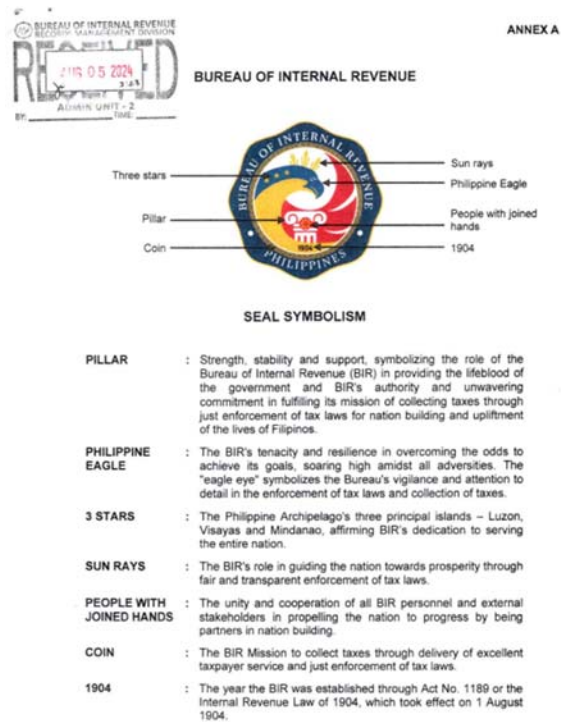 BUREAU OF INTERNAL REVENUE
RECORDS MANAGEMENT DIVISION
RECEIVED
AUG 05 2024
ADMIN UNIT - 2
BY: TIME:
ANNEX A
BUREAU OF INTERNAL REVENUE
BUREAU OF INTERNAL REVENUE
PHILIPPINES
1904
Three stars
Pillar
Coin
Sun rays
Philippine Eagle
People with joined
hands
1904
SEAL SYMBOLISM
PILLAR : Strength, stability and support, symbolizing the role of the
Bureau of Internal Revenue (BIR) in providing the lifeblood of
the government and BIR's authority and unwavering
commitment in fulfilling its mission of collecting taxes through
just enforcement of tax laws for nation building and upliftment
of the lives of Filipinos.
PHILIPPINE : The BIR's tenacity and resilience in overcoming the odds to
EAGLE achieve its goals, soaring high amidst all adversities. The
"eagle eye" symbolizes the Bureau's vigilance and attention to
detail in the enforcement of tax laws and collection of taxes.
3 STARS : The Philippine Archipelago's three principal islands – Luzon,
Visayas and Mindanao, affirming BIR's dedication to serving
the entire nation.
SUN RAYS : The BIR's role in guiding the nation towards prosperity through
fair and transparent enforcement of tax laws.
PEOPLE WITH : The unity and cooperation of all BIR personnel and external
JOINED HANDS stakeholders in propelling the nation to progress by being
partners in nation building.
COIN : The BIR Mission to collect taxes through delivery of excellent
taxpayer service and just enforcement of tax laws.
1904 : The year the BIR was established through Act No. 1189 or the
Internal Revenue Law of 1904, which took effect on 1 August
1904.